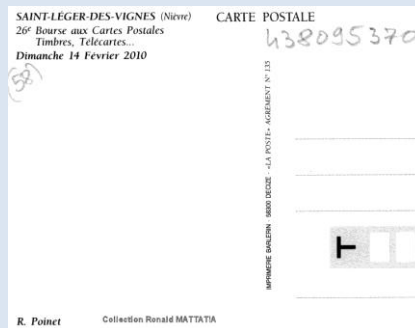 SAINT-LÉGER-DES-VIGNES (Nièvre)
26e Bourse aux Cartes Postales
Timbres, Télécartes...
Dimanche 14 Février 2010
(58)
CARTE POSTALE
438095370
IMPRIMERIE BARLERIN - 58300 DECIZE - «LA POSTE» AGRÉMENT N° 135
R. Poinet
Collection Ronald MATTATIA